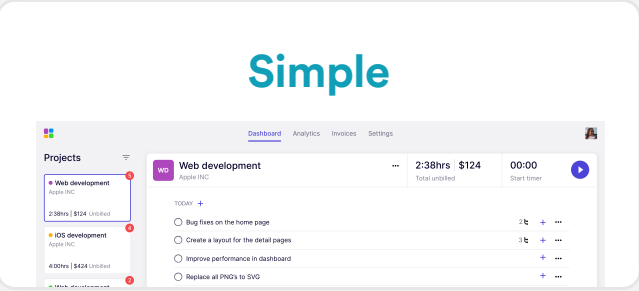 Simple
Dashboard Analytics Invoices Settings
Projects
5
Web development
Apple INC
2:38hrs | $124 Unbilled
4
iOS development
Apple INC
4:00hrs | $424 Unbilled
2
Web development
WD
Web development
Apple INC
...
2:38hrs | $124
Total unbilled
00:00
Start timer
TODAY +
Bug fixes on the home page 2 + ...
Create a layout for the detail pages 3 + ...
Improve performance in dashboard + ...
Replace all PNG's to SVG + ...